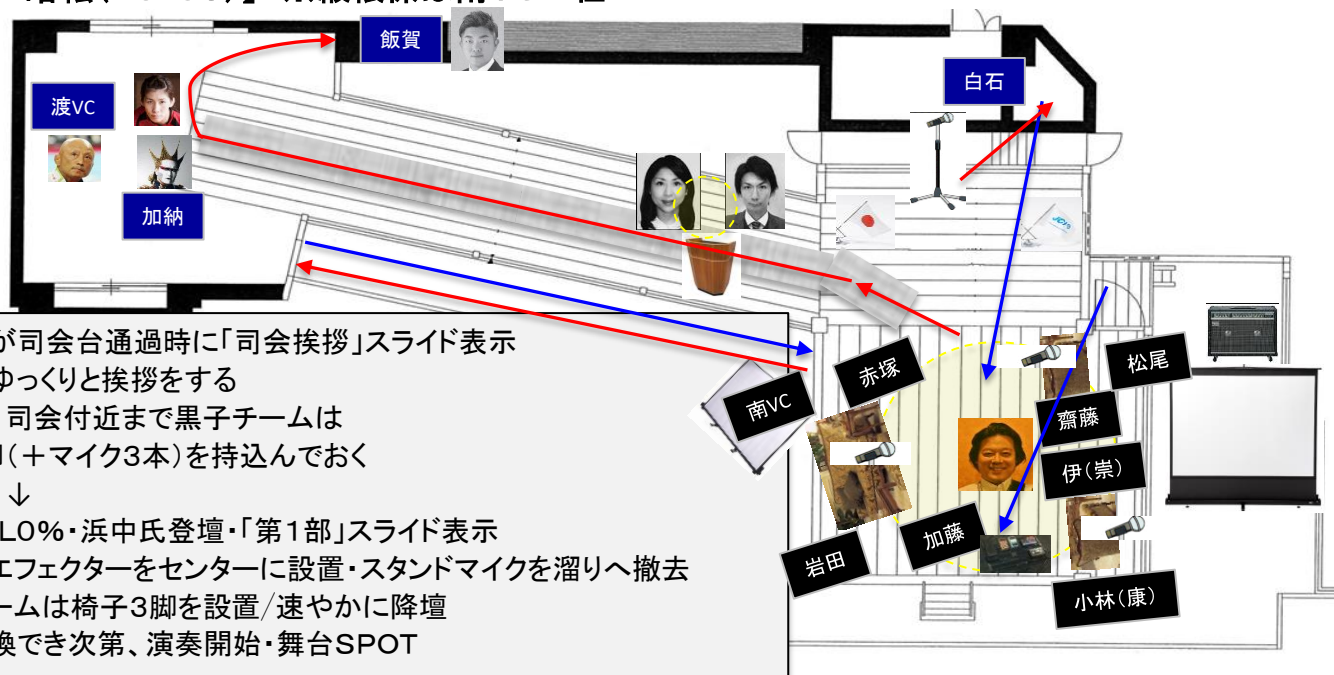 飯賀
白石
渡VC
加納
が司会台通過時に「司会挨拶」スライド表示
ゆっくりと挨拶をする
司会付近まで黒子チームは
(+マイク3本)を持込んでおく
↓
L0%・浜中氏登壇・「第1部」スライド表示
エフェクターをセンターに設置・スタンドマイクを溜りへ撤去
ームは椅子3脚を設置/速やかに降壇
換でき次第、演奏開始・舞台SPOT
南VC
赤塚
松尾
齋藤
伊(崇)
加藤
岩田
小林(康)